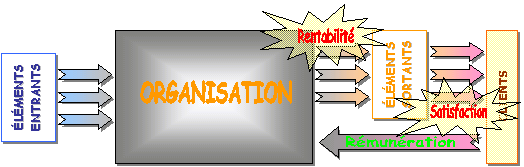 Rentabilité
ÉLÉMENTS
ENTRANTS
ORGANISATION
ÉLÉMENTS
SORTANTS
Satisfaction
CLIENTS
Rémunération